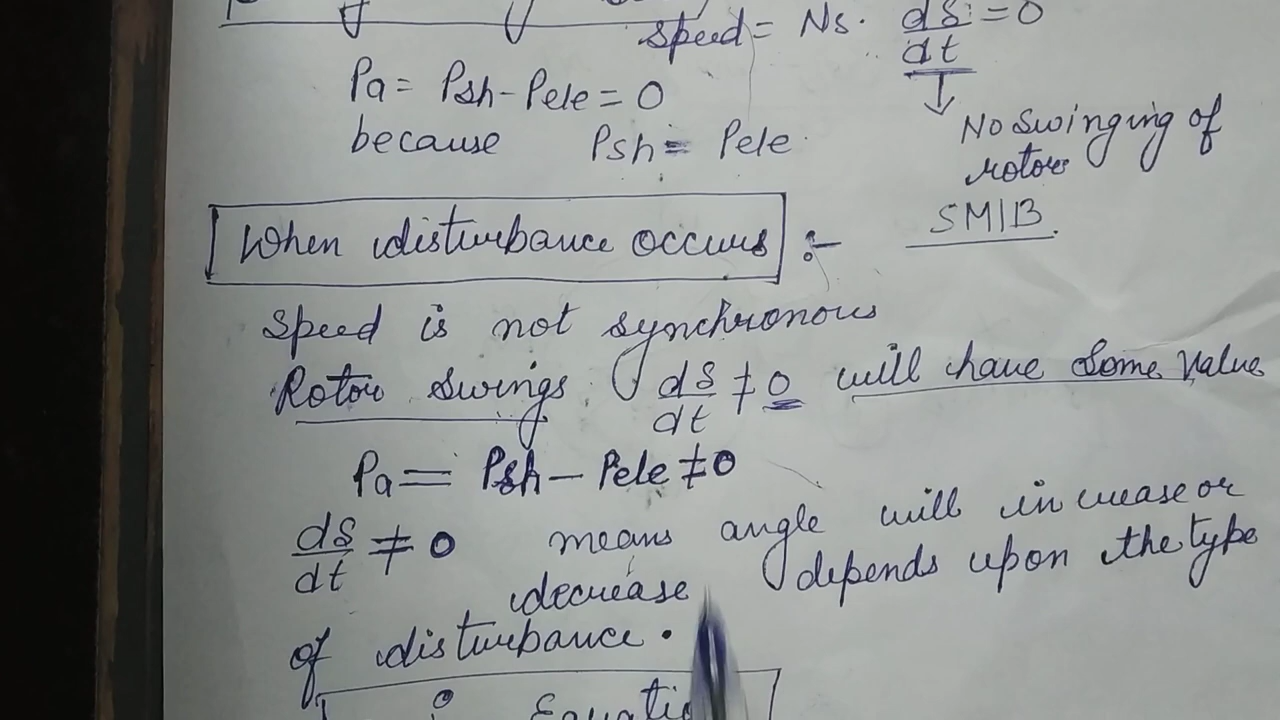 speed = Ns. dδ/dt = 0
Pa = Psh - Pele = 0
because Psh = Pele.
No swinging of
rotor
SMIB.
When disturbance occurs :-
Speed is not synchronous
Rotor swings dδ/dt ≠ 0 will have some value
Pa = Psh - Pele ≠ 0
dδ/dt ≠ 0 means angle will increase or
decrease depends upon the type
of disturbance.
Equatio